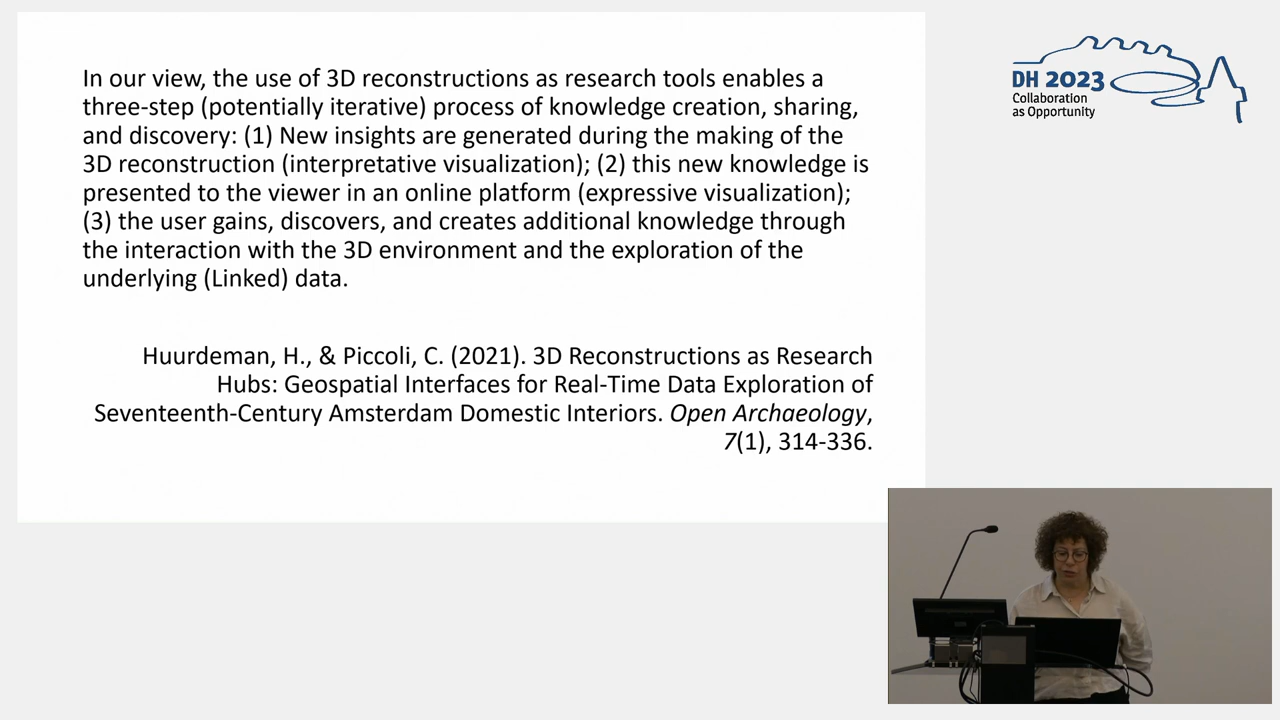 In our view, the use of 3D reconstructions as research tools enables a
three-step (potentially iterative) process of knowledge creation, sharing,
and discovery: (1) New insights are generated during the making of the
3D reconstruction (interpretative visualization); (2) this new knowledge is
presented to the viewer in an online platform (expressive visualization);
(3) the user gains, discovers, and creates additional knowledge through
the interaction with the 3D environment and the exploration of the
underlying (Linked) data.
Huurdeman, H., & Piccoli, C. (2021). 3D Reconstructions as Research
Hubs: Geospatial Interfaces for Real-Time Data Exploration of
Seventeenth-Century Amsterdam Domestic Interiors. Open Archaeology,
7(1), 314-336.
DH 2023
Collaboration
as Opportunity